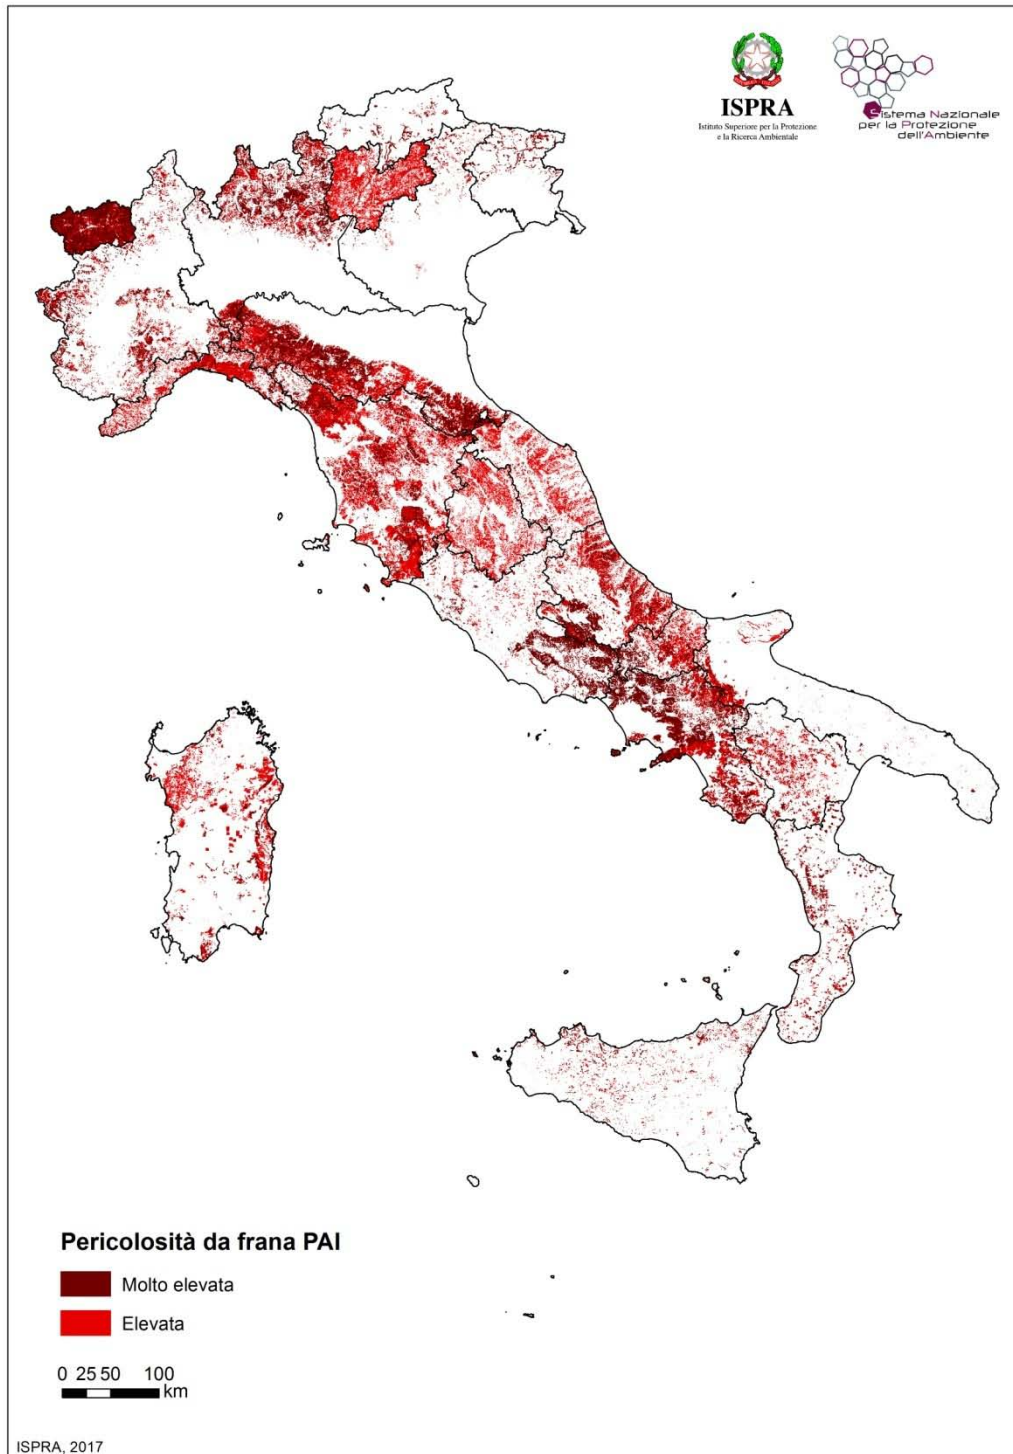 ISPRA
Istituto Superiore per la Protezione
e la Ricerca Ambientale
Sistema Nazionale
per la Protezione
dell'Ambiente
Pericolosità da frana PAI
Molto elevata
Elevata
0 25 50 100
km
ISPRA, 2017